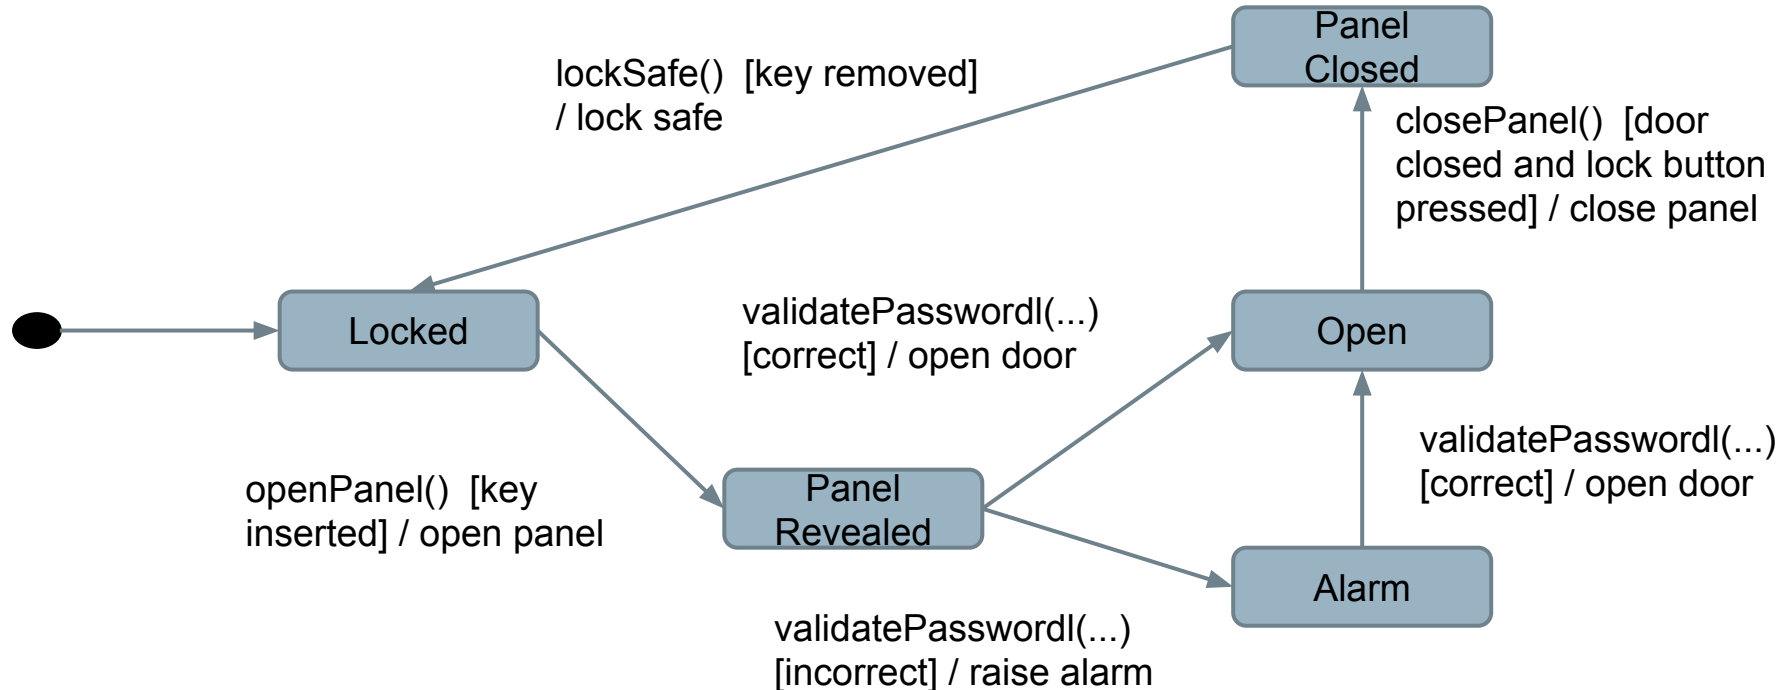 Panel
Closed
lockSafe()  [key removed]
/ lock safe
closePanel()  [door
closed and lock button
pressed] / close panel
Locked
validatePasswordl(...)
[correct] / open door
Open
openPanel()  [key
inserted] / open panel
Panel
Revealed
validatePasswordl(...)
[correct] / open door
Alarm
validatePasswordl(...)
[incorrect] / raise alarm